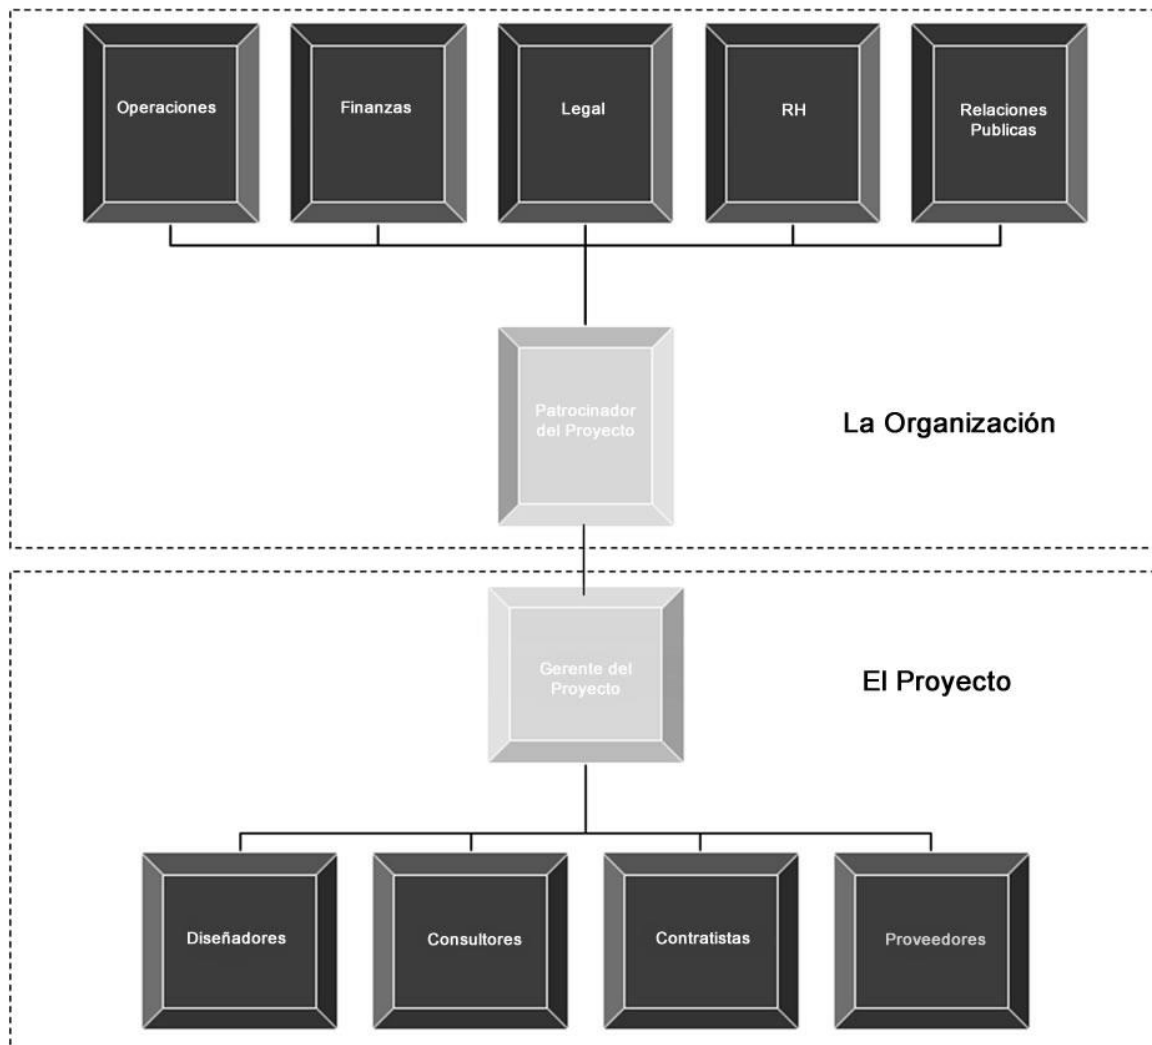 Operaciones
Finanzas
Legal
RH
Relaciones
Publicas
Patrocinador
del Proyecto
La Organización
Gerente del
Proyecto
El Proyecto
Diseñadores
Consultores
Contratistas
Proveedores